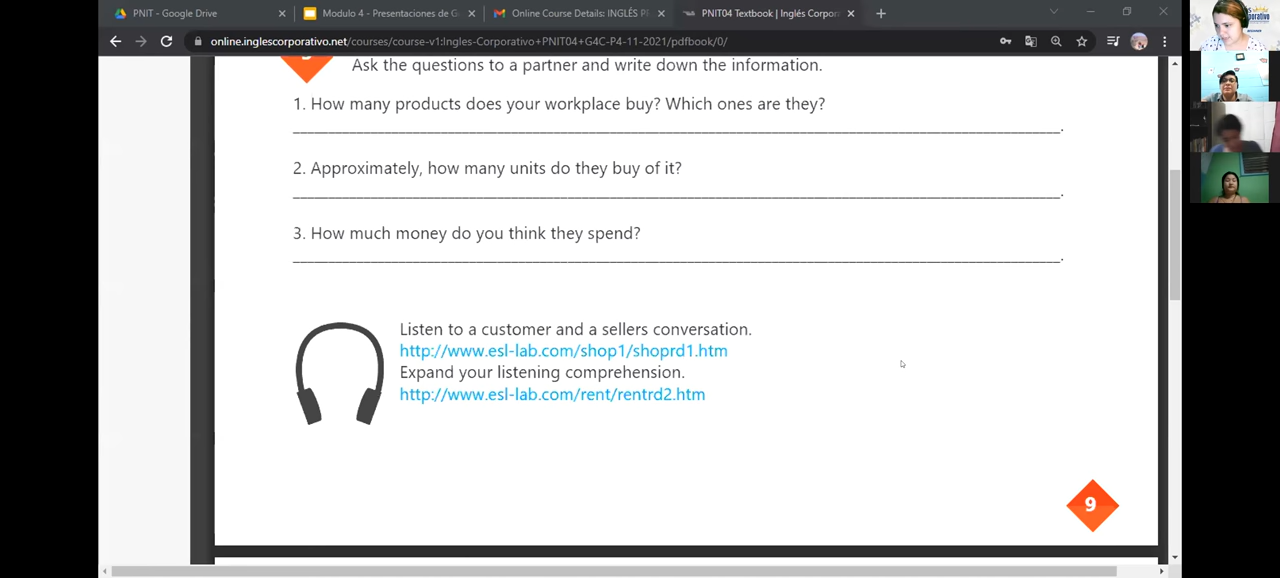 PNIT - Google Drive
Modulo 4 - Presentaciones de G
Online Course Details: INGLÉS PF
PNIT04 Textbook | Inglés Corpor
online.inglescorporativo.net/courses/course-v1:Ingles-Corporativo+PNIT04+G4C-P4-11-2021/pdfbook/0/
Ask the questions to a partner and write down the information.
1. How many products does your workplace buy? Which ones are they?
2. Approximately, how many units do they buy of it?
3. How much money do you think they spend?
Listen to a customer and a sellers conversation.
http://www.esl-lab.com/shop1/shoprd1.htm
Expand your listening comprehension.
http://www.esl-lab.com/rent/rentrd2.htm
9